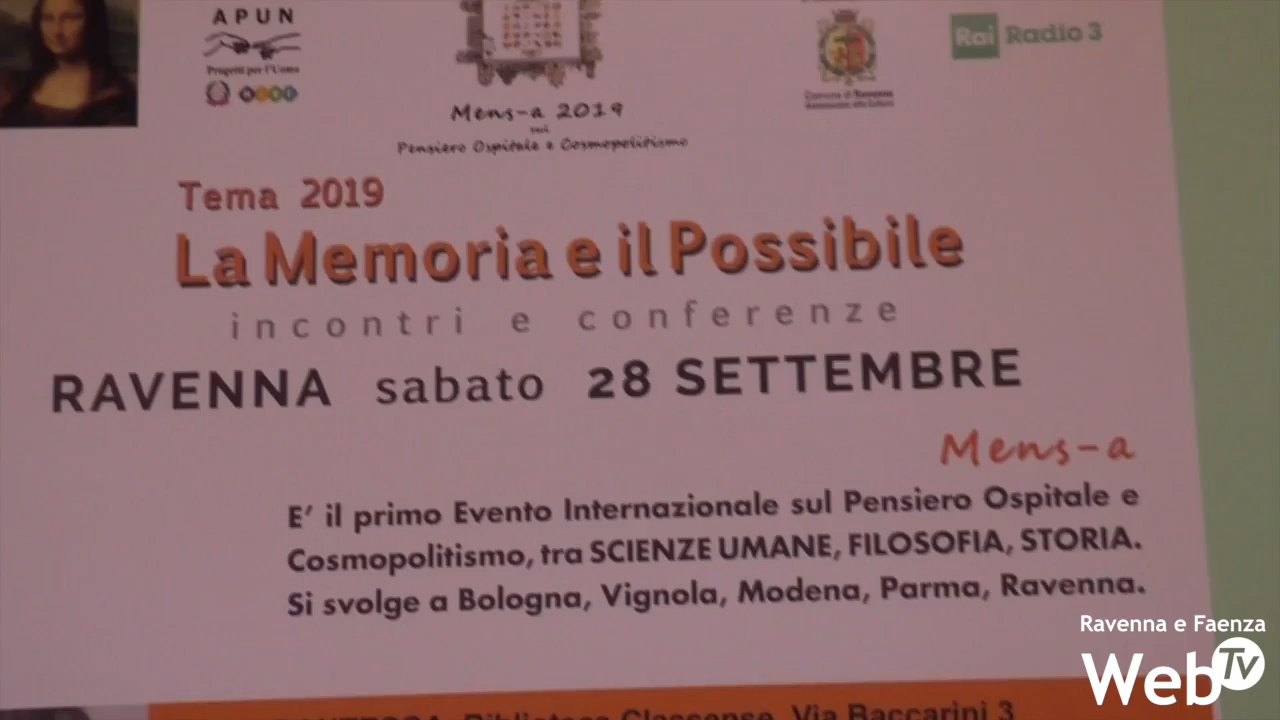 APUN
Progetti per l'Uomo
Mens-a 2019
sul
Pensiero Ospitale e Cosmopolitismo
Comune di Ravenna
Assessorato alla Cultura
Rai Radio 3
Tema 2019
La Memoria e il Possibile
incontri e conferenze
RAVENNA sabato 28 SETTEMBRE
Mens-a
E' il primo Evento Internazionale sul Pensiero Ospitale e
Cosmopolitismo, tra SCIENZE UMANE, FILOSOFIA, STORIA.
Si svolge a Bologna, Vignola, Modena, Parma, Ravenna.
Biblioteca Classense, Via Baccarini 3
Ravenna e Faenza
WebTv